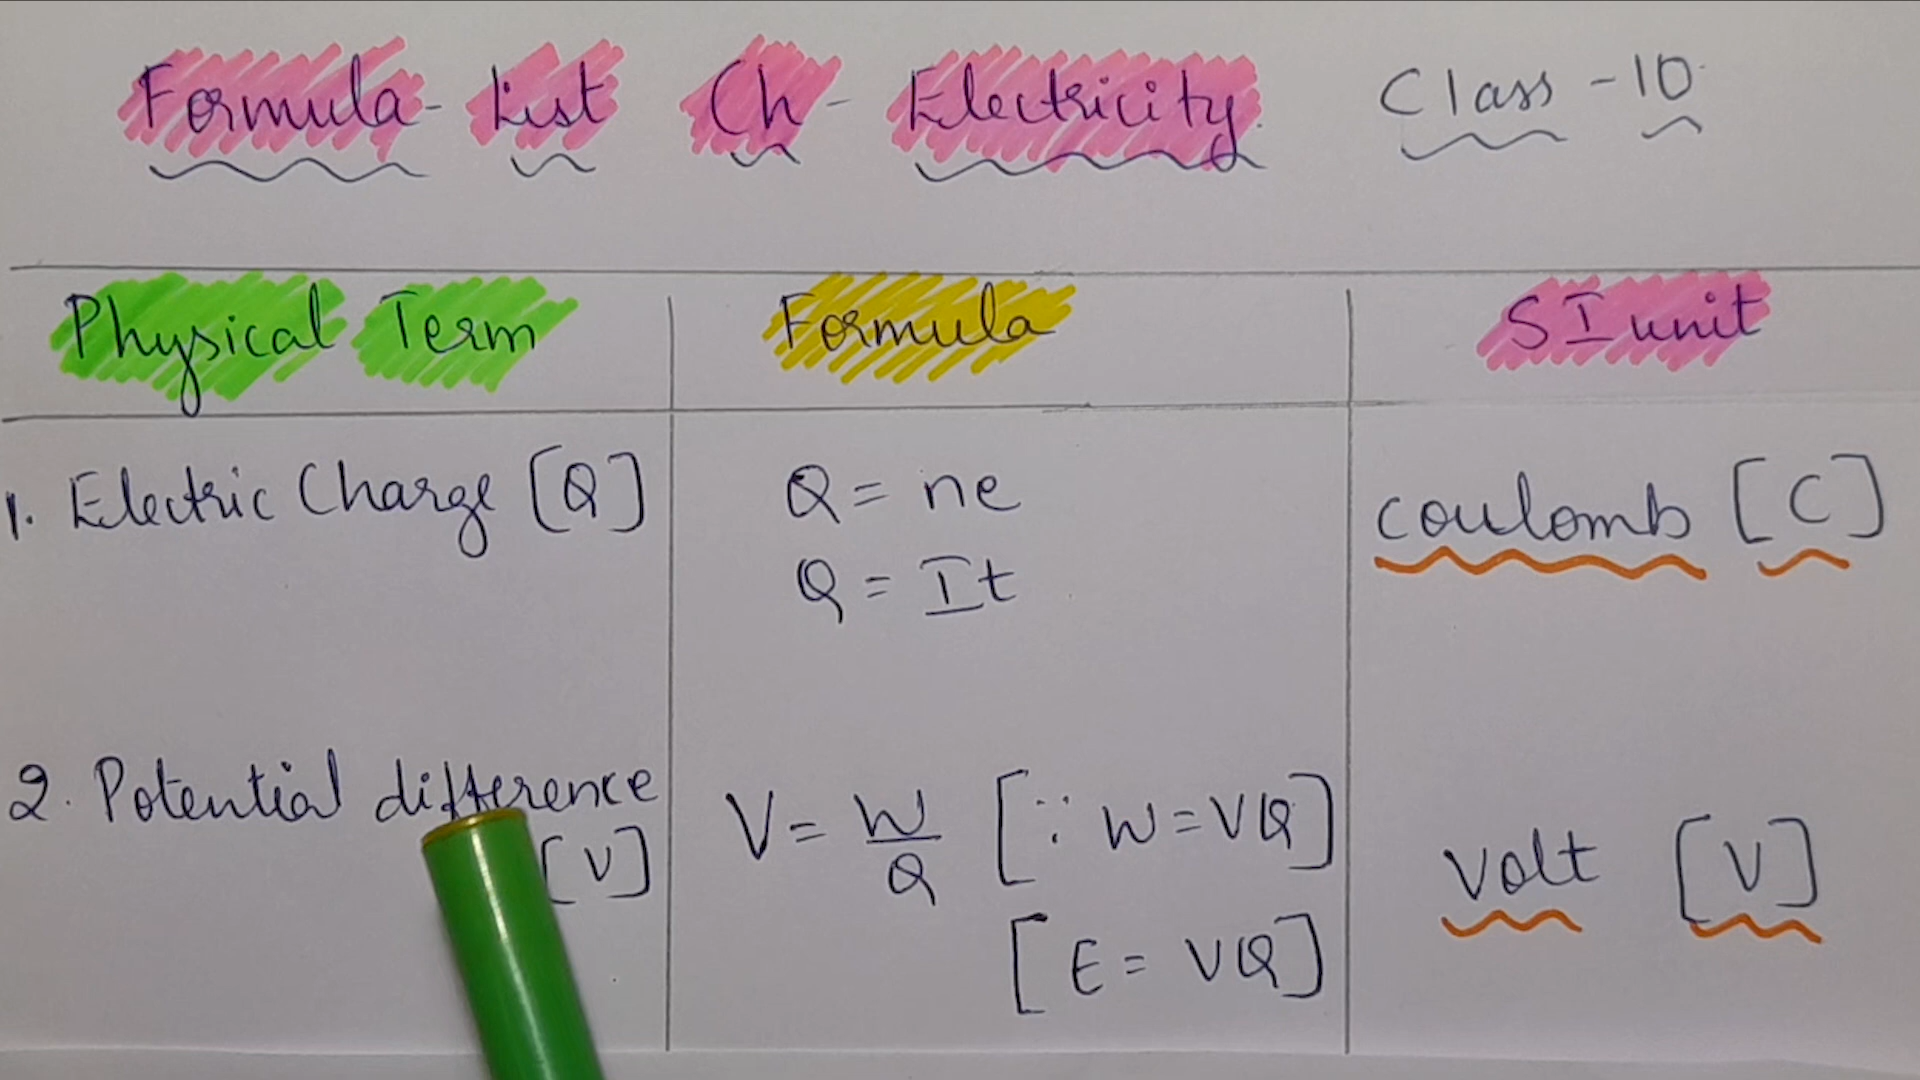 Formula- List Ch- Electricity. Class -10.
Physical Term Formula SI unit
1. Electric Charge [Q] Q = ne coulomb [C]
Q = It
2. Potential difference [V] V = W/Q [∵ W = VQ] Volt [V]
[E = VQ]